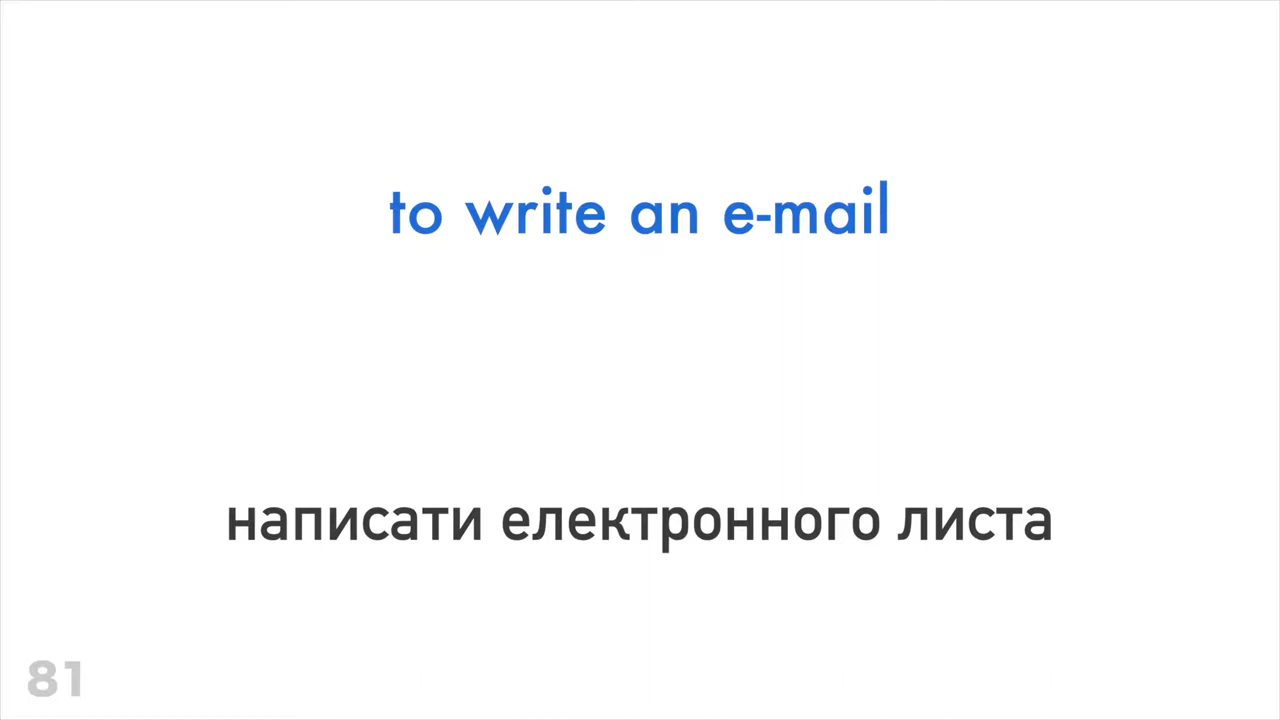 to write an e-mail
написати електронного листа
81